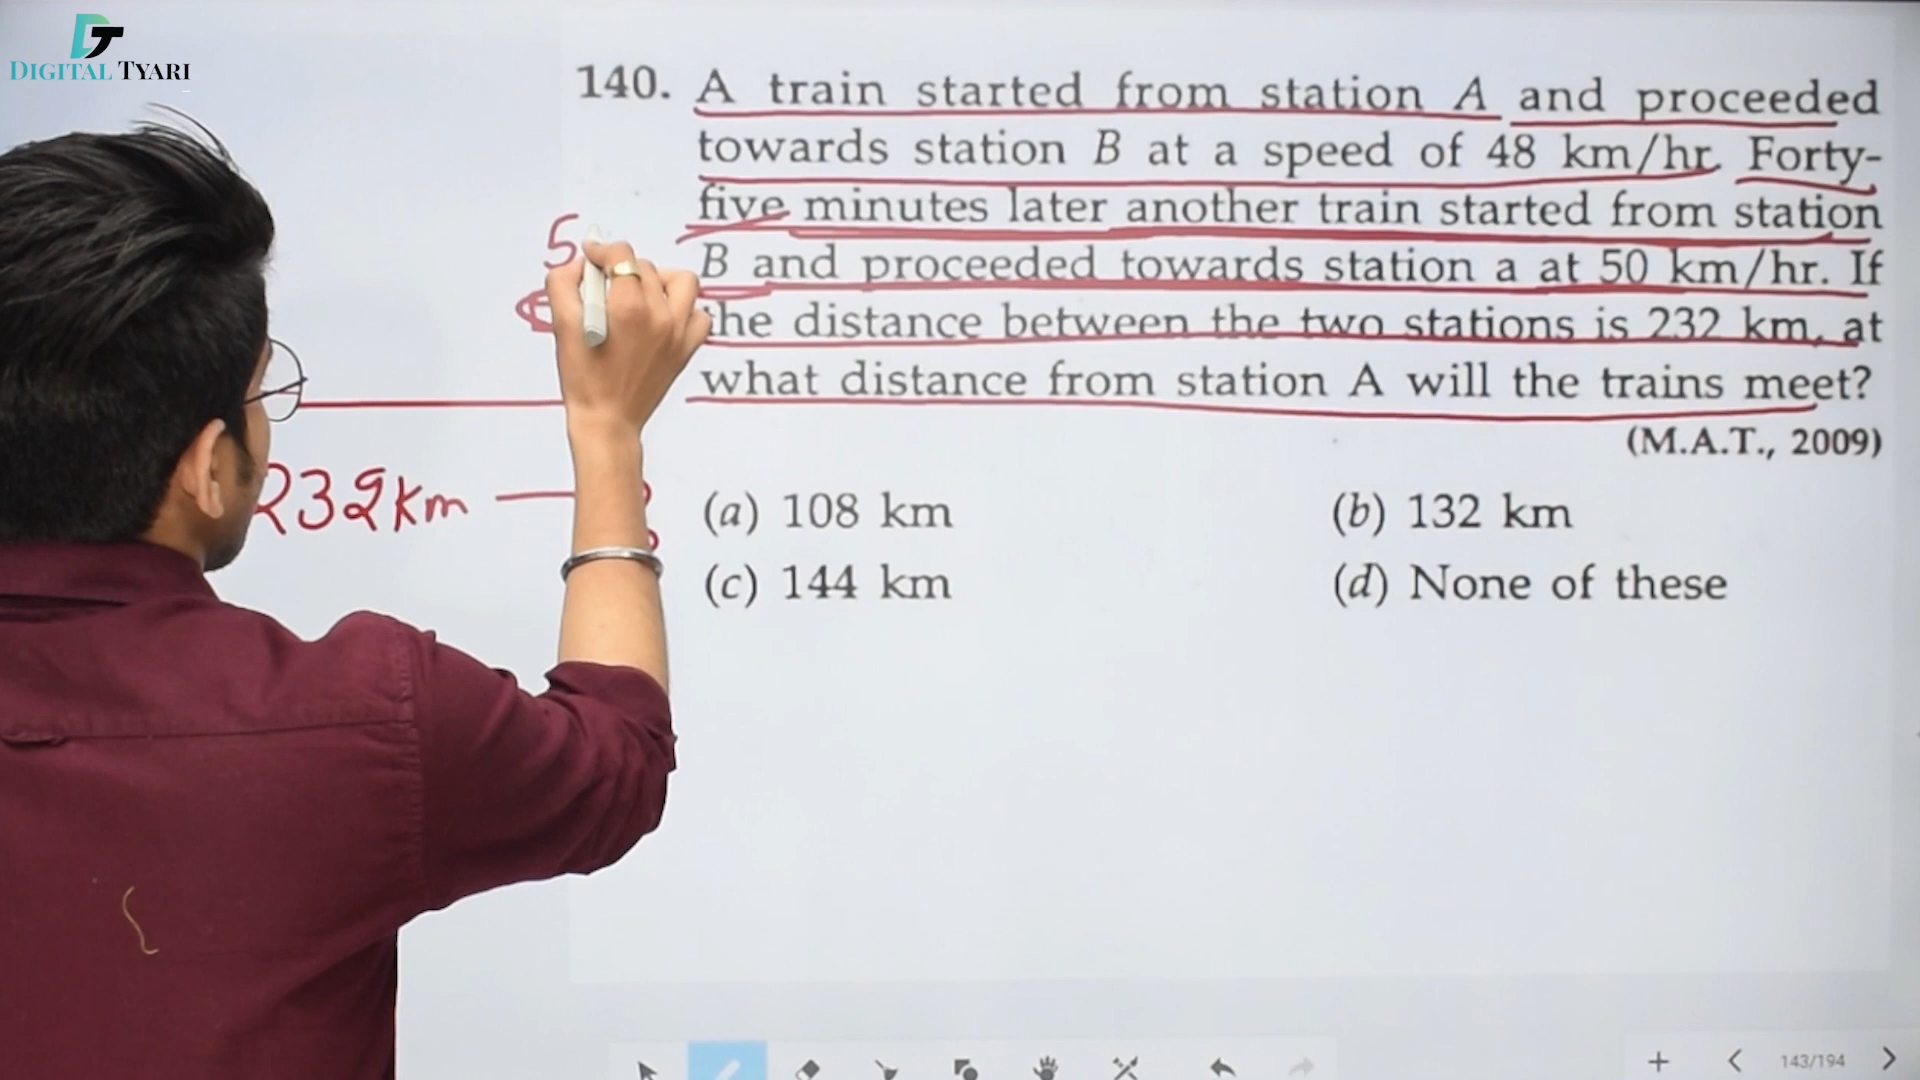 DT
DIGITAL TYARI
140. A train started from station A and proceeded
towards station B at a speed of 48 km/hr. Forty-
five minutes later another train started from station
B and proceeded towards station a at 50 km/hr. If
the distance between the two stations is 232 km, at
what distance from station A will the trains meet?
(M.A.T., 2009)
(a) 108 km
(b) 132 km
(c) 144 km
(d) None of these
5
232km
143/194